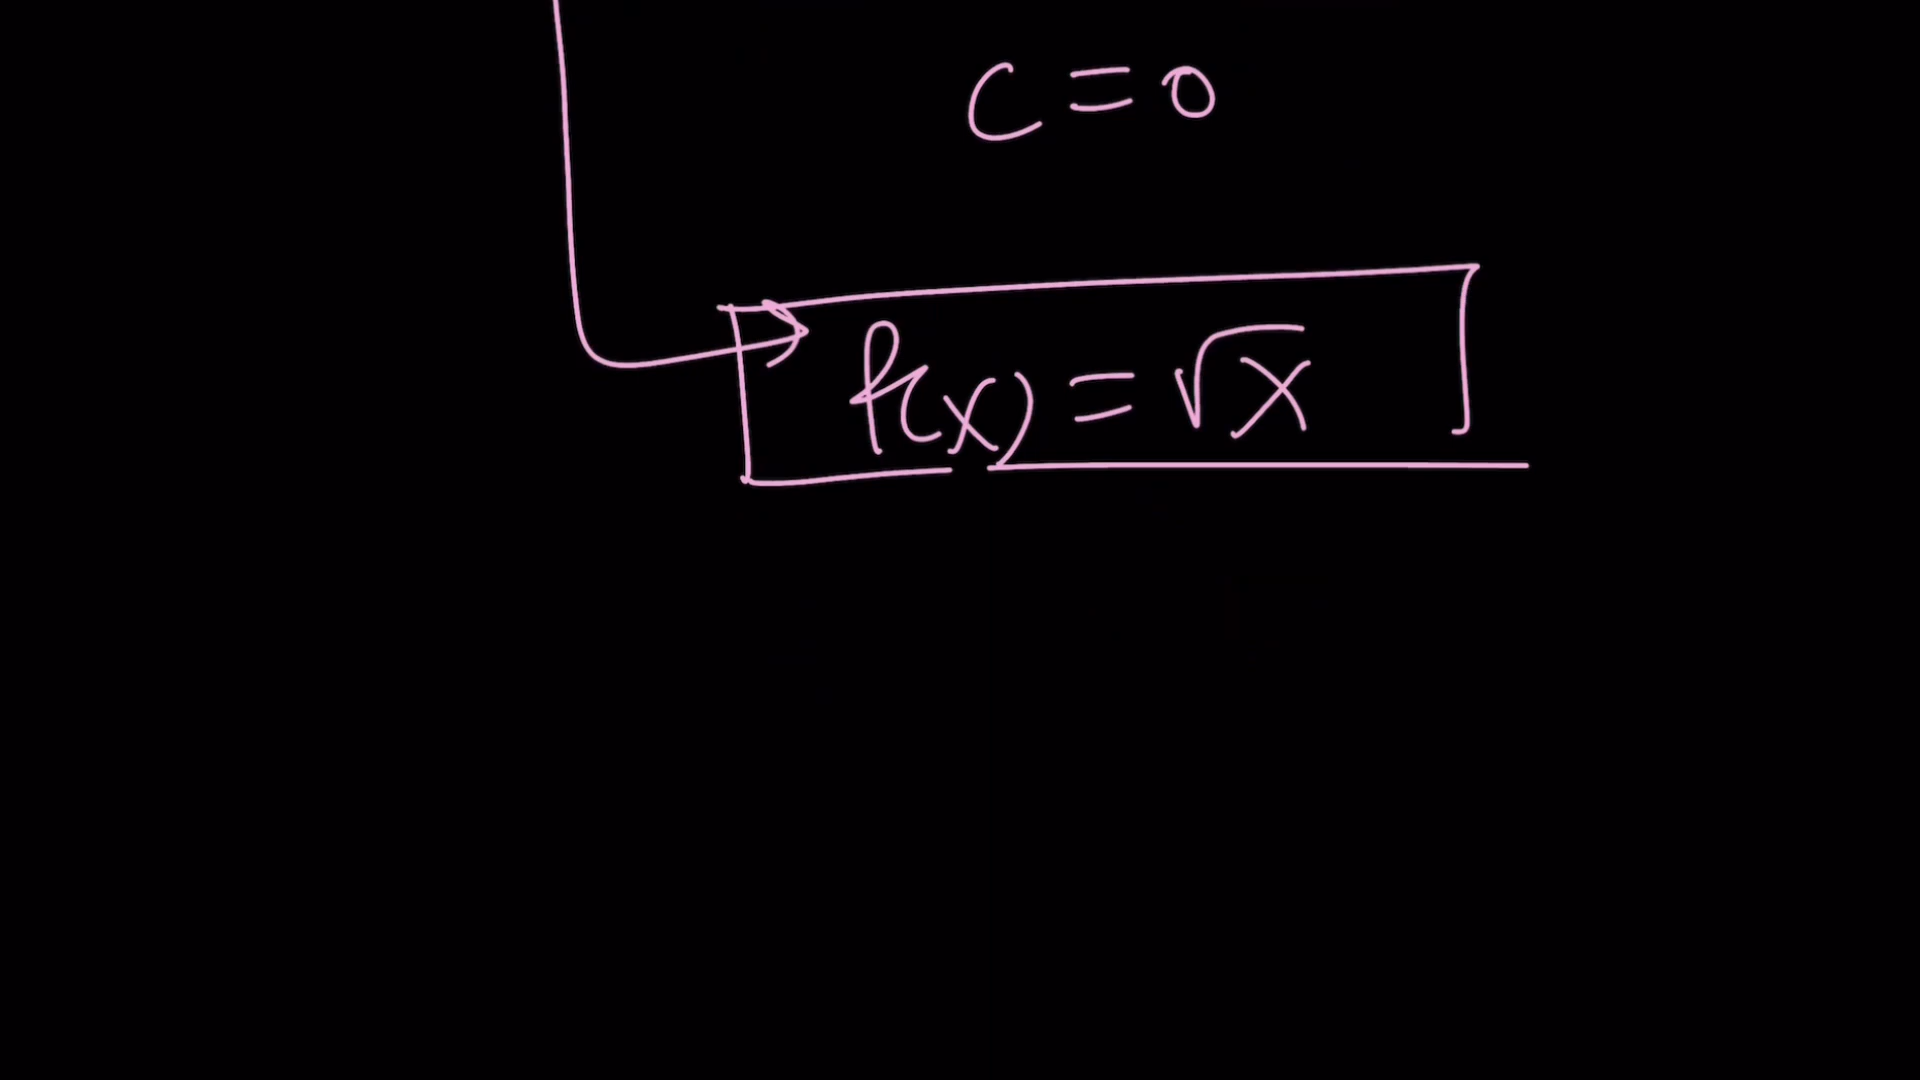 C = 0
f(x) = √x